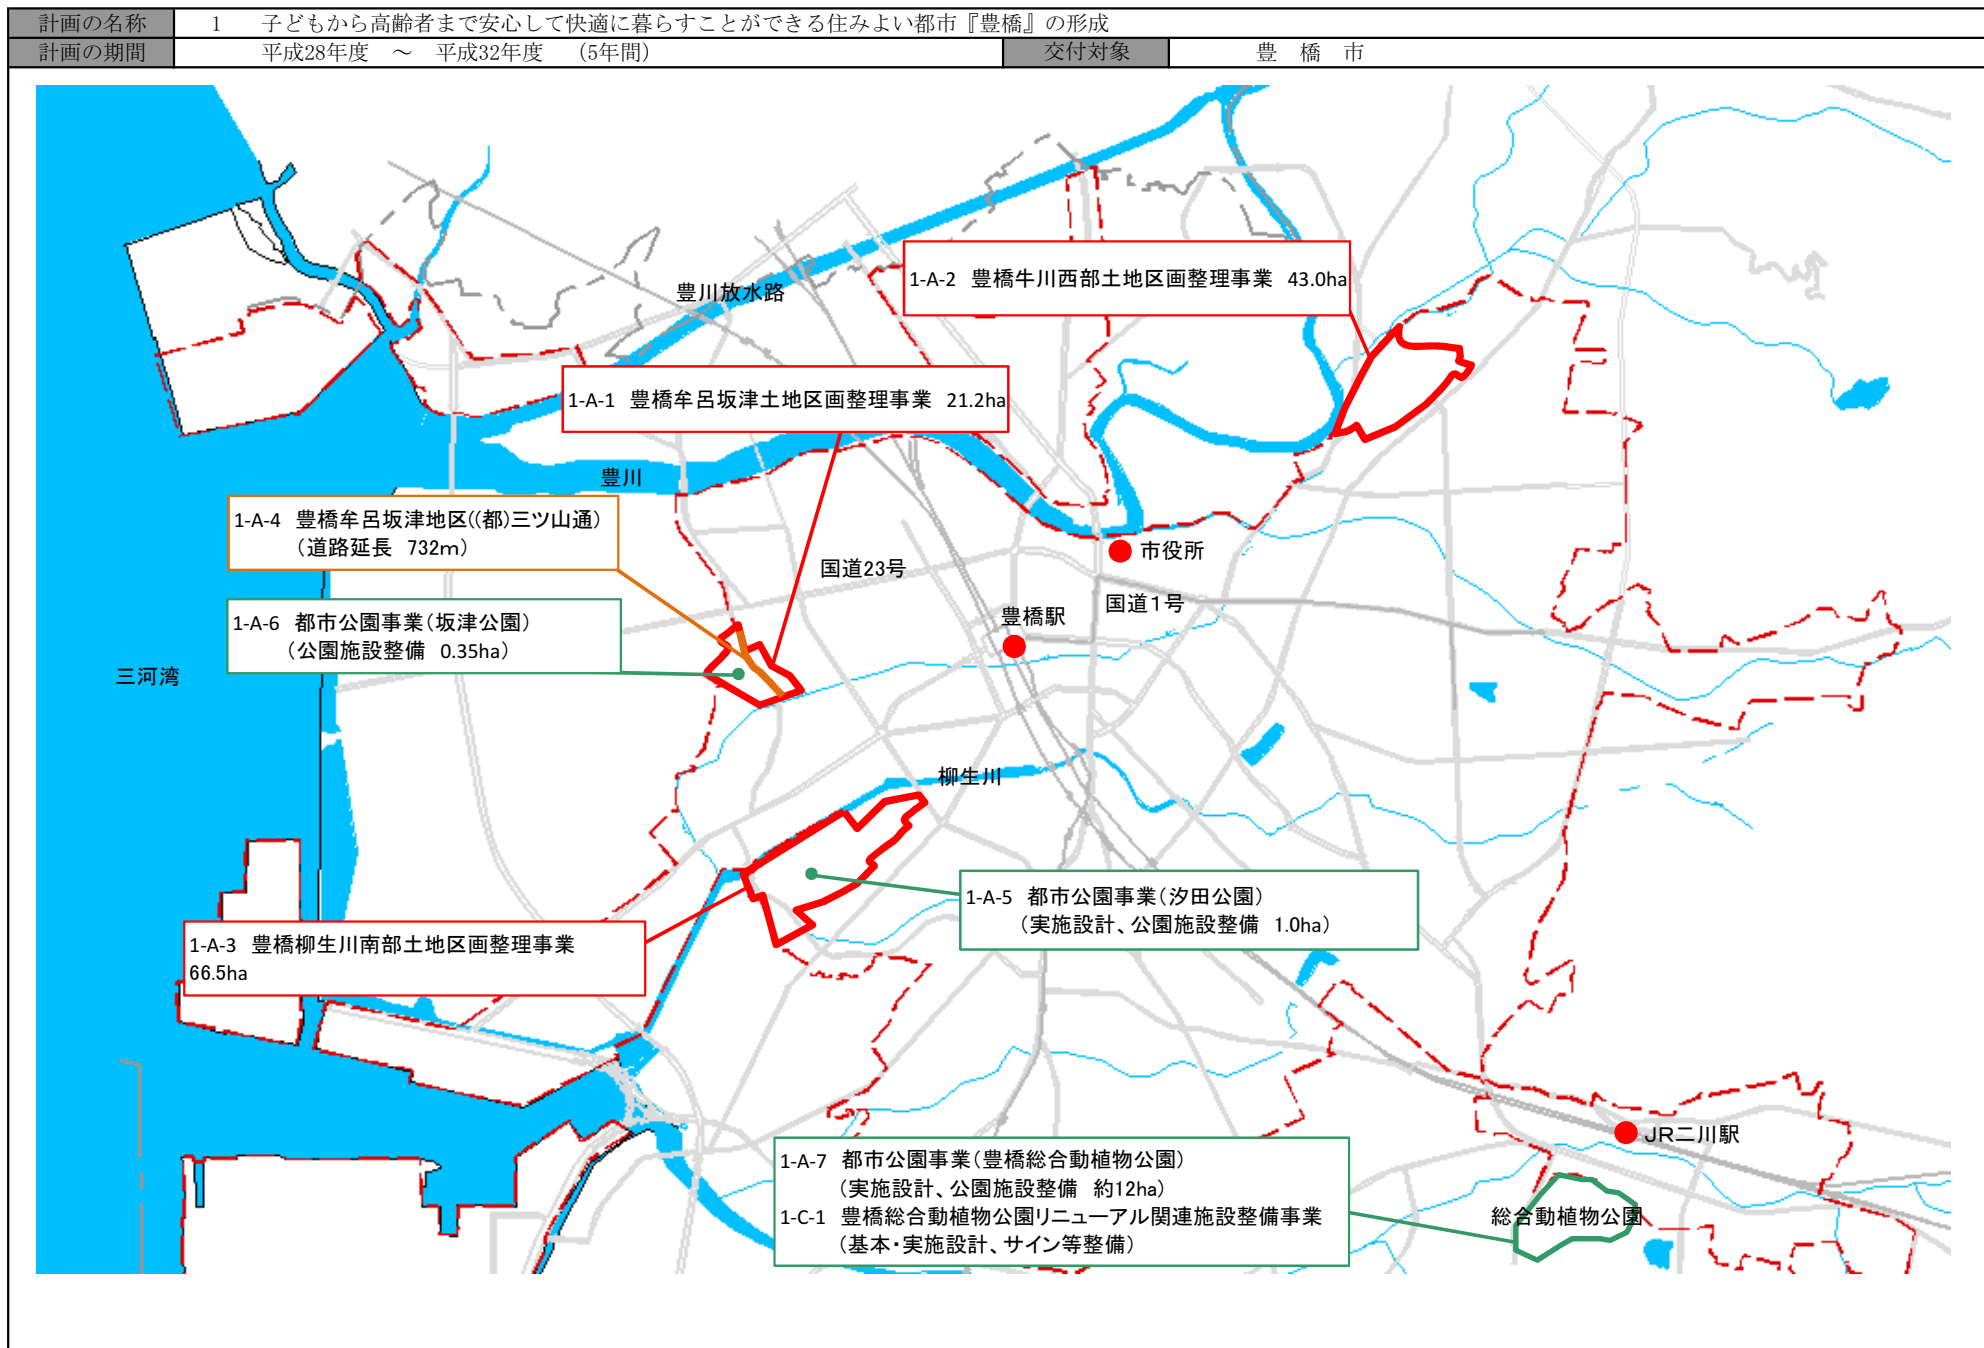 計画の名称 1 子どもから高齢者まで安心して快適に暮らすことができる住みよい都市『豊橋』の形成
計画の期間 平成28年度 ～ 平成32年度 （5年間） 交付対象 豊 橋 市
1-A-2 豊橋牛川西部土地区画整理事業 43.0ha
豊川放水路
1-A-1 豊橋牟呂坂津土地区画整理事業 21.2ha
豊川
1-A-4 豊橋牟呂坂津地区((都)三ツ山通)
（道路延長 732m）
市役所
国道23号
国道1号
1-A-6 都市公園事業（坂津公園）
（公園施設整備 0.35ha）
豊橋駅
三河湾
柳生川
1-A-5 都市公園事業（汐田公園）
（実施設計、公園施設整備 1.0ha）
1-A-3 豊橋柳生川南部土地区画整理事業
66.5ha
JR二川駅
1-A-7 都市公園事業（豊橋総合動植物公園）
（実施設計、公園施設整備 約12ha）
1-C-1 豊橋総合動植物公園リニューアル関連施設整備事業
（基本・実施設計、サイン等整備）
総合動植物公園